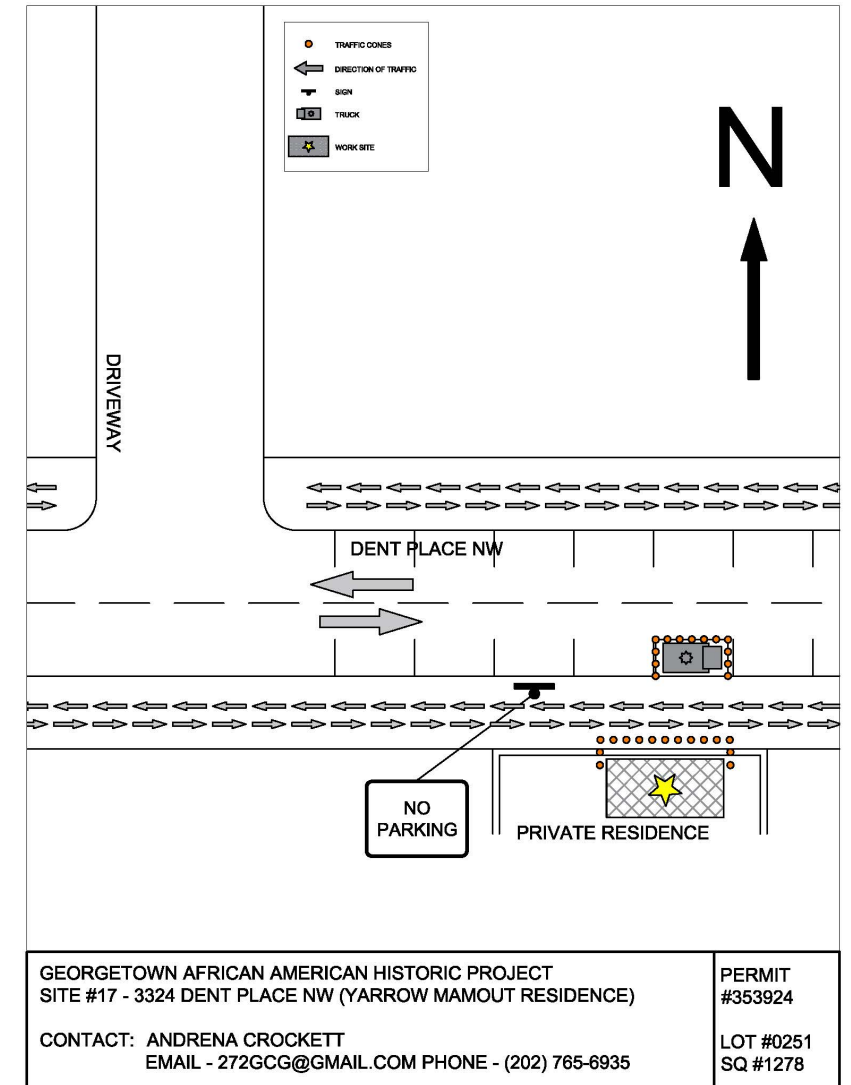 TRAFFIC CONES
DIRECTION OF TRAFFIC
SIGN
TRUCK
WORK SITE
N
DRIVEWAY
DENT PLACE NW
NO
PARKING
PRIVATE RESIDENCE
GEORGETOWN AFRICAN AMERICAN HISTORIC PROJECT
SITE #17 - 3324 DENT PLACE NW (YARROW MAMOUT RESIDENCE)
CONTACT: ANDRENA CROCKETT
EMAIL - 272GCG@GMAIL.COM PHONE - (202) 765-6935
PERMIT
#353924
LOT #0251
SQ #1278